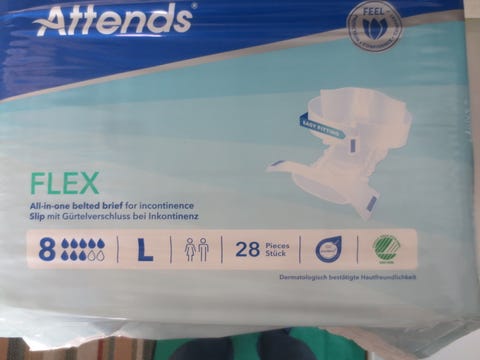 Attends®
FEEL
EASY FITTING
FLEX
All-in-one belted brief for incontinence
Slip mit Gürtelverschluss bei Inkontinenz
8 L 28 Pieces
Stück
Dermatologisch bestätigte Hautfreundlichkeit